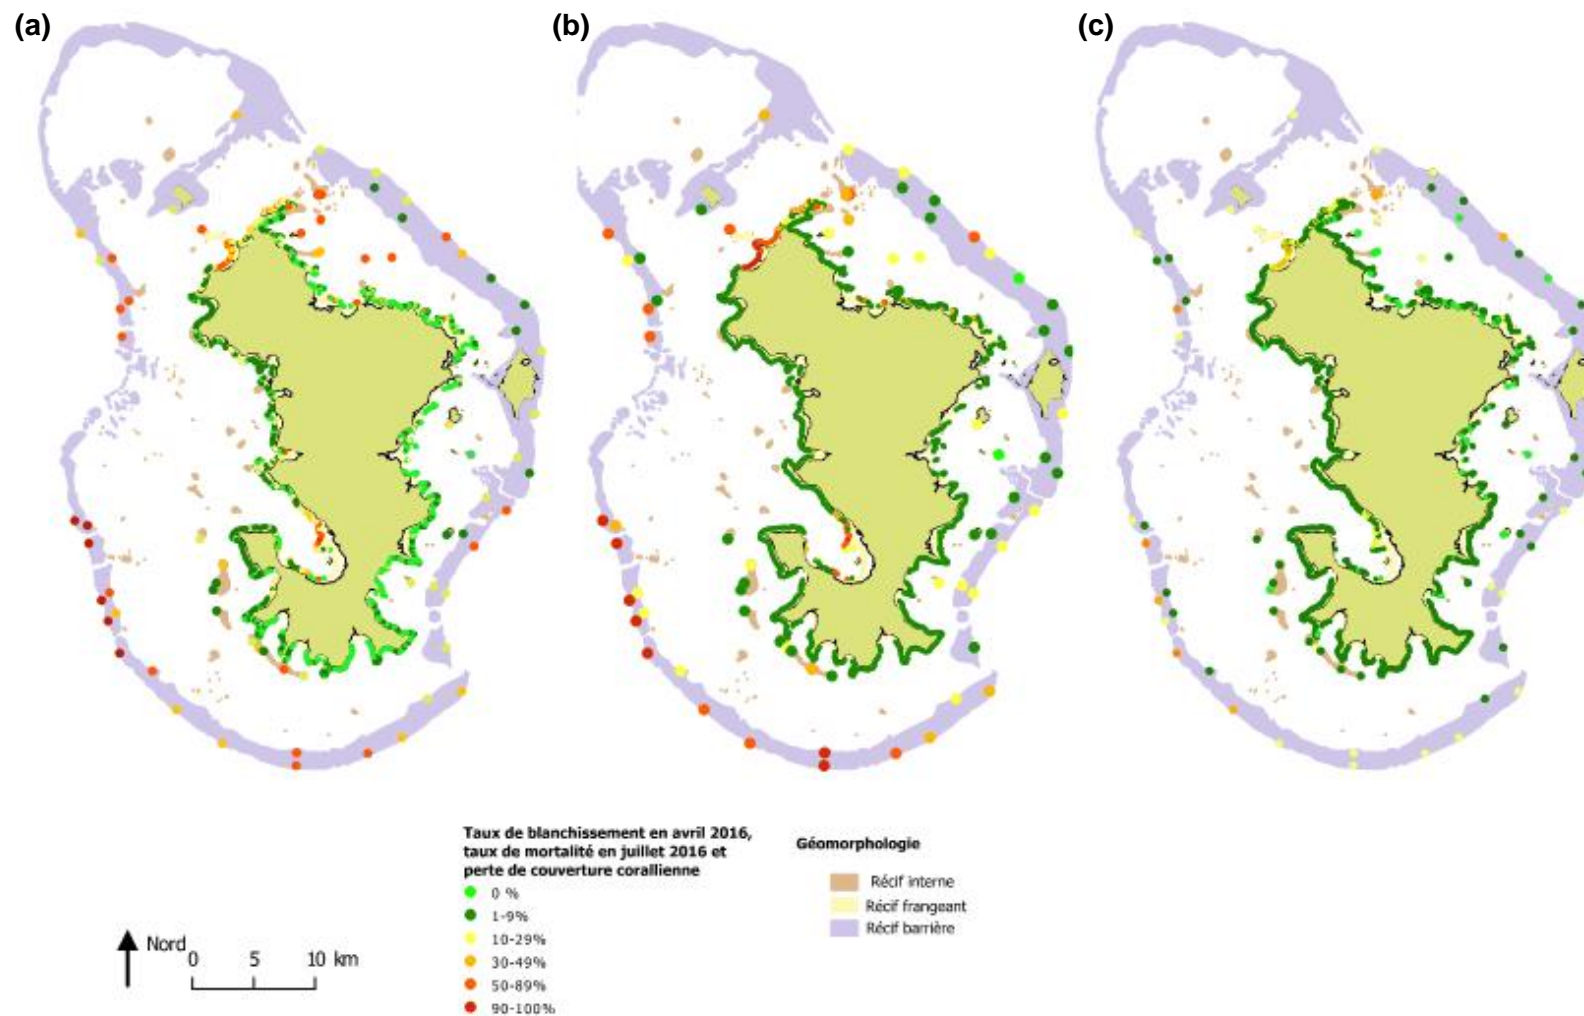 (a)
(b)
(c)
Taux de blanchissement en avril 2016,
taux de mortalité en juillet 2016 et
perte de couverture corallienne
0 %
1-9%
10-29%
30-49%
50-89%
90-100%
Géomorphologie
Récif interne
Récif frangeant
Récif barrière
Nord
0 5 10 km